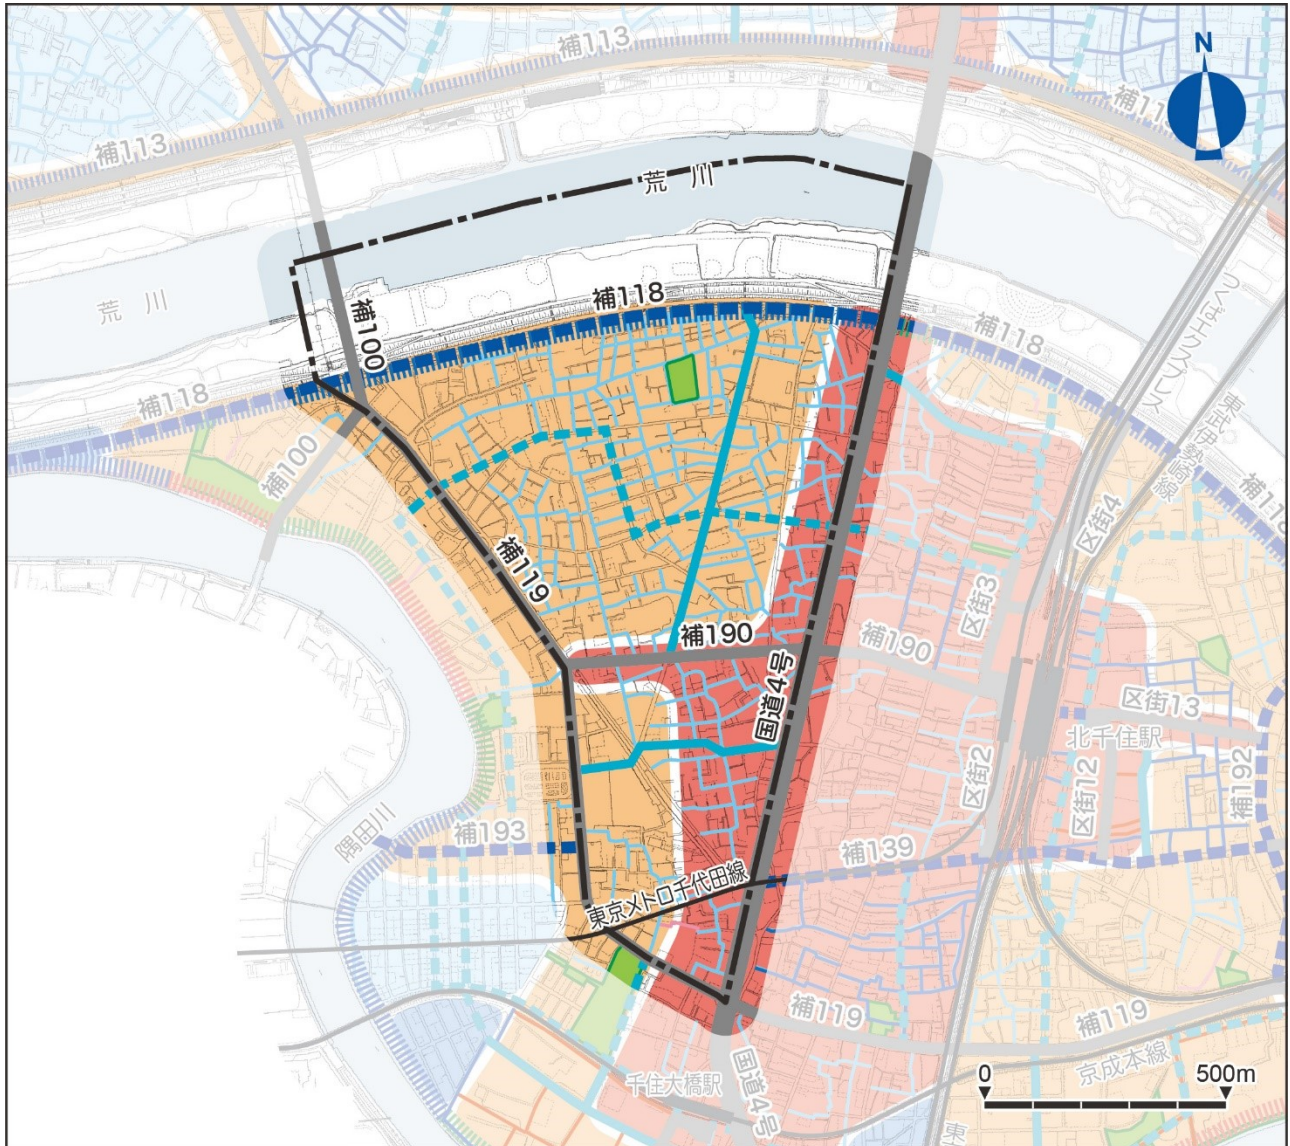 補113
N
補113
補11
荒川
荒川
つくばエクスプレス
補118
補100
補118
補118
東武伊勢崎線
補100
補118
区街4
補119
区街3
補190
補190
国道4号
区街13
北千住駅
区街2
区街12
補192
隅田川
補193
補139
東京メトロ千代田線
補119
補119
京成本線
千住大橋駅
国道4号
東
0
500m